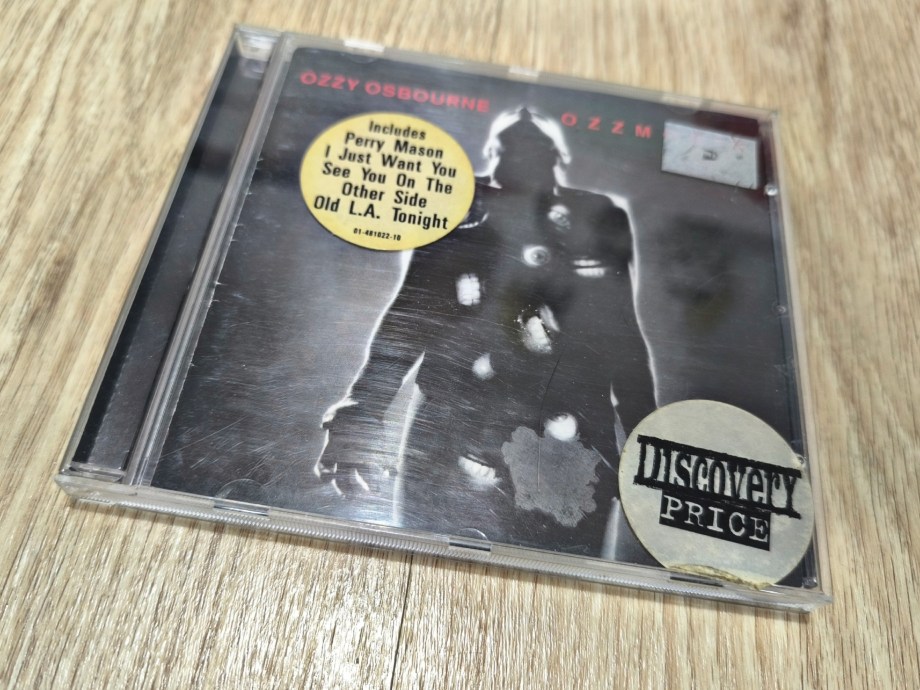 OZZY OSBOURNE
OZZM
Includes
Perry Mason
I Just Want You
See You On The
Other Side
Old L.A. Tonight
01-481022-10
DISCOVERY
PRICE